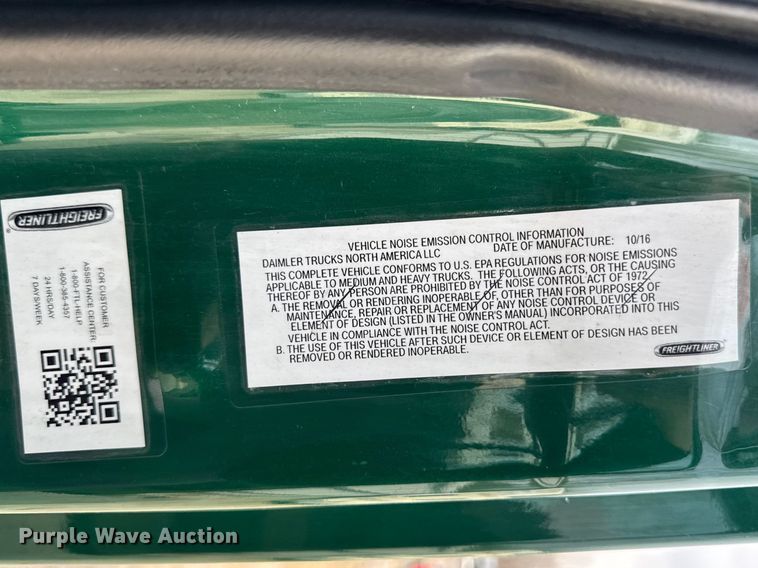 FREIGHTLINER
FOR CUSTOMER
ASSISTANCE CENTER:
1-800-FTL-HELP
1-800-385-4357
24 HRS/DAY
7 DAYS/WEEK
VEHICLE NOISE EMISSION CONTROL INFORMATION
DAIMLER TRUCKS NORTH AMERICA LLC DATE OF MANUFACTURE: 10/16
THIS COMPLETE VEHICLE CONFORMS TO U.S. EPA REGULATIONS FOR NOISE EMISSIONS
APPLICABLE TO MEDIUM AND HEAVY TRUCKS. THE FOLLOWING ACTS, OR THE CAUSING
THEREOF BY ANY PERSON ARE PROHIBITED BY THE NOISE CONTROL ACT OF 1972.
A. THE REMOVAL OR RENDERING INOPERABLE OF, OTHER THAN FOR PURPOSES OF
MAINTENANCE, REPAIR OR REPLACEMENT OF ANY NOISE CONTROL DEVICE OR
ELEMENT OF DESIGN (LISTED IN THE OWNER'S MANUAL) INCORPORATED INTO THIS
VEHICLE IN COMPLIANCE WITH THE NOISE CONTROL ACT.
B. THE USE OF THIS VEHICLE AFTER SUCH DEVICE OR ELEMENT OF DESIGN HAS BEEN
REMOVED OR RENDERED INOPERABLE.
FREIGHTLINER
Purple Wave Auction